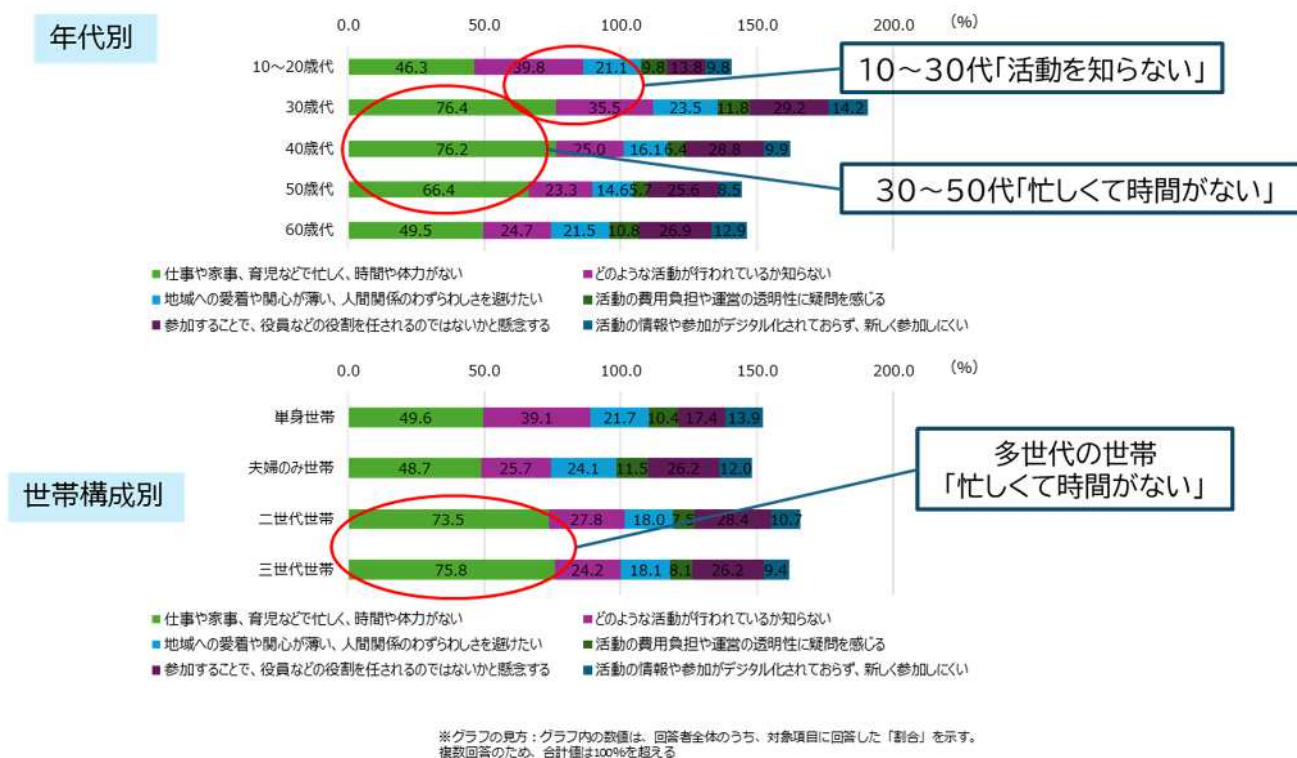 年代別
0.0 50.0 100.0 150.0 200.0 (%)
10～20歳代 46.3 39.8 21.1 9.8 13.8 9.8
30歳代 76.4 35.5 23.5 11.8 29.2 14.2
40歳代 76.2 25.0 16.1 6.4 28.8 9.9
50歳代 66.4 23.3 14.6 5.7 25.6 8.5
60歳代 49.5 24.7 21.5 10.8 26.9 12.9
10～30代「活動を知らない」
30～50代「忙しくて時間がない」
仕事や家事、育児などで忙しく、時間や体力がない どのような活動が行われているか知らない
地域への愛着や関心が薄い、人間関係のわずらわしさを避けたい 活動の費用負担や運営の透明性に疑問を感じる
参加することで、役員などの役割を任されるのではないかと懸念する 活動の情報や参加がデジタル化されておらず、新しく参加しにくい
世帯構成別
0.0 50.0 100.0 150.0 200.0 (%)
単身世帯 49.6 39.1 21.7 10.4 17.4 13.9
夫婦のみ世帯 48.7 25.7 24.1 11.5 26.2 12.0
二世代世帯 73.5 27.8 18.0 7.5 28.4 10.7
三世代世帯 75.8 24.2 18.1 8.1 26.2 9.4
多世代の世帯
「忙しくて時間がない」
仕事や家事、育児などで忙しく、時間や体力がない どのような活動が行われているか知らない
地域への愛着や関心が薄い、人間関係のわずらわしさを避けたい 活動の費用負担や運営の透明性に疑問を感じる
参加することで、役員などの役割を任されるのではないかと懸念する 活動の情報や参加がデジタル化されておらず、新しく参加しにくい
※グラフの見方：グラフ内の数値は、回答者全体のうち、対象項目に回答した「割合」を示す。
複数回答のため、合計値は100%を超える